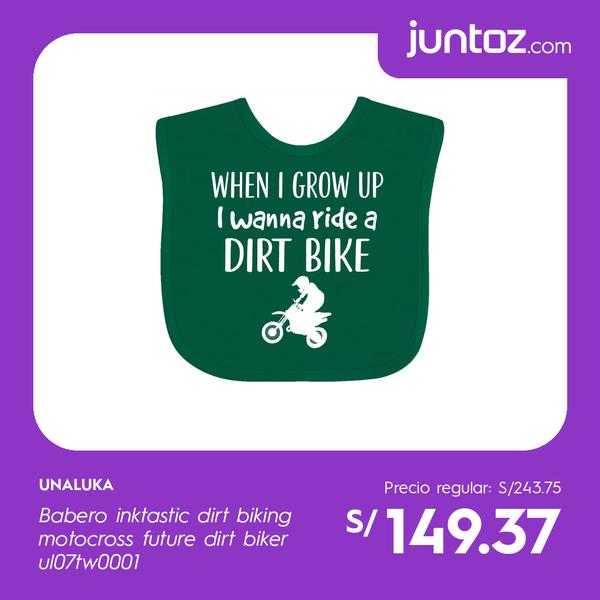 juntoz.com
WHEN I GROW UP
I wanna ride a
DIRT BIKE
UNALUKA
Babero inktastic dirt biking
motocross future dirt biker
ul07tw0001
Precio regular: S/243.75
S/149.37